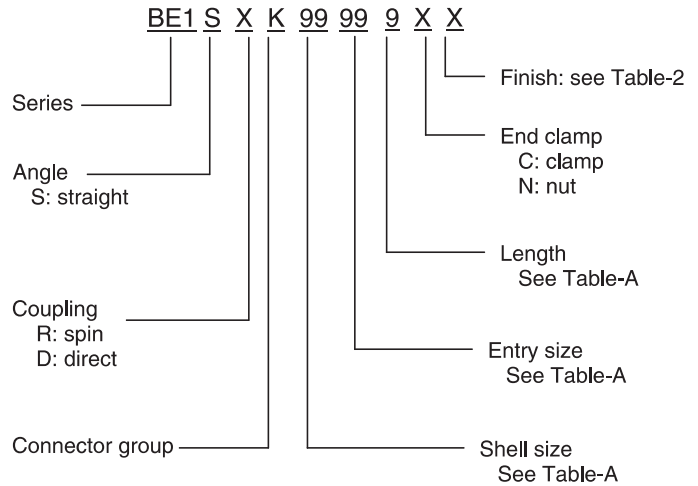 BE1 S X K 99 99 9 X X
Series
Angle
S: straight
Coupling
R: spin
D: direct
Connector group
Finish: see Table-2
End clamp
C: clamp
N: nut
Length
See Table-A
Entry size
See Table-A
Shell size
See Table-A